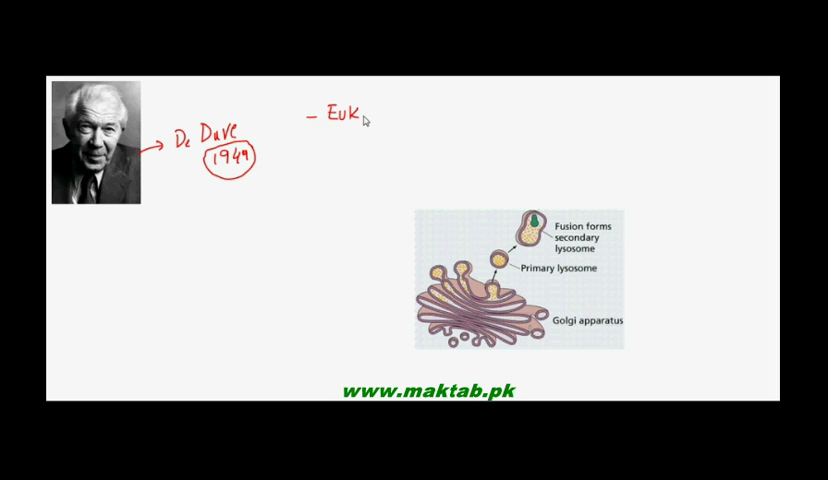 De Duve
1949
– Euk
Fusion forms
secondary
lysosome
Primary lysosome
Golgi apparatus
www.maktab.pk